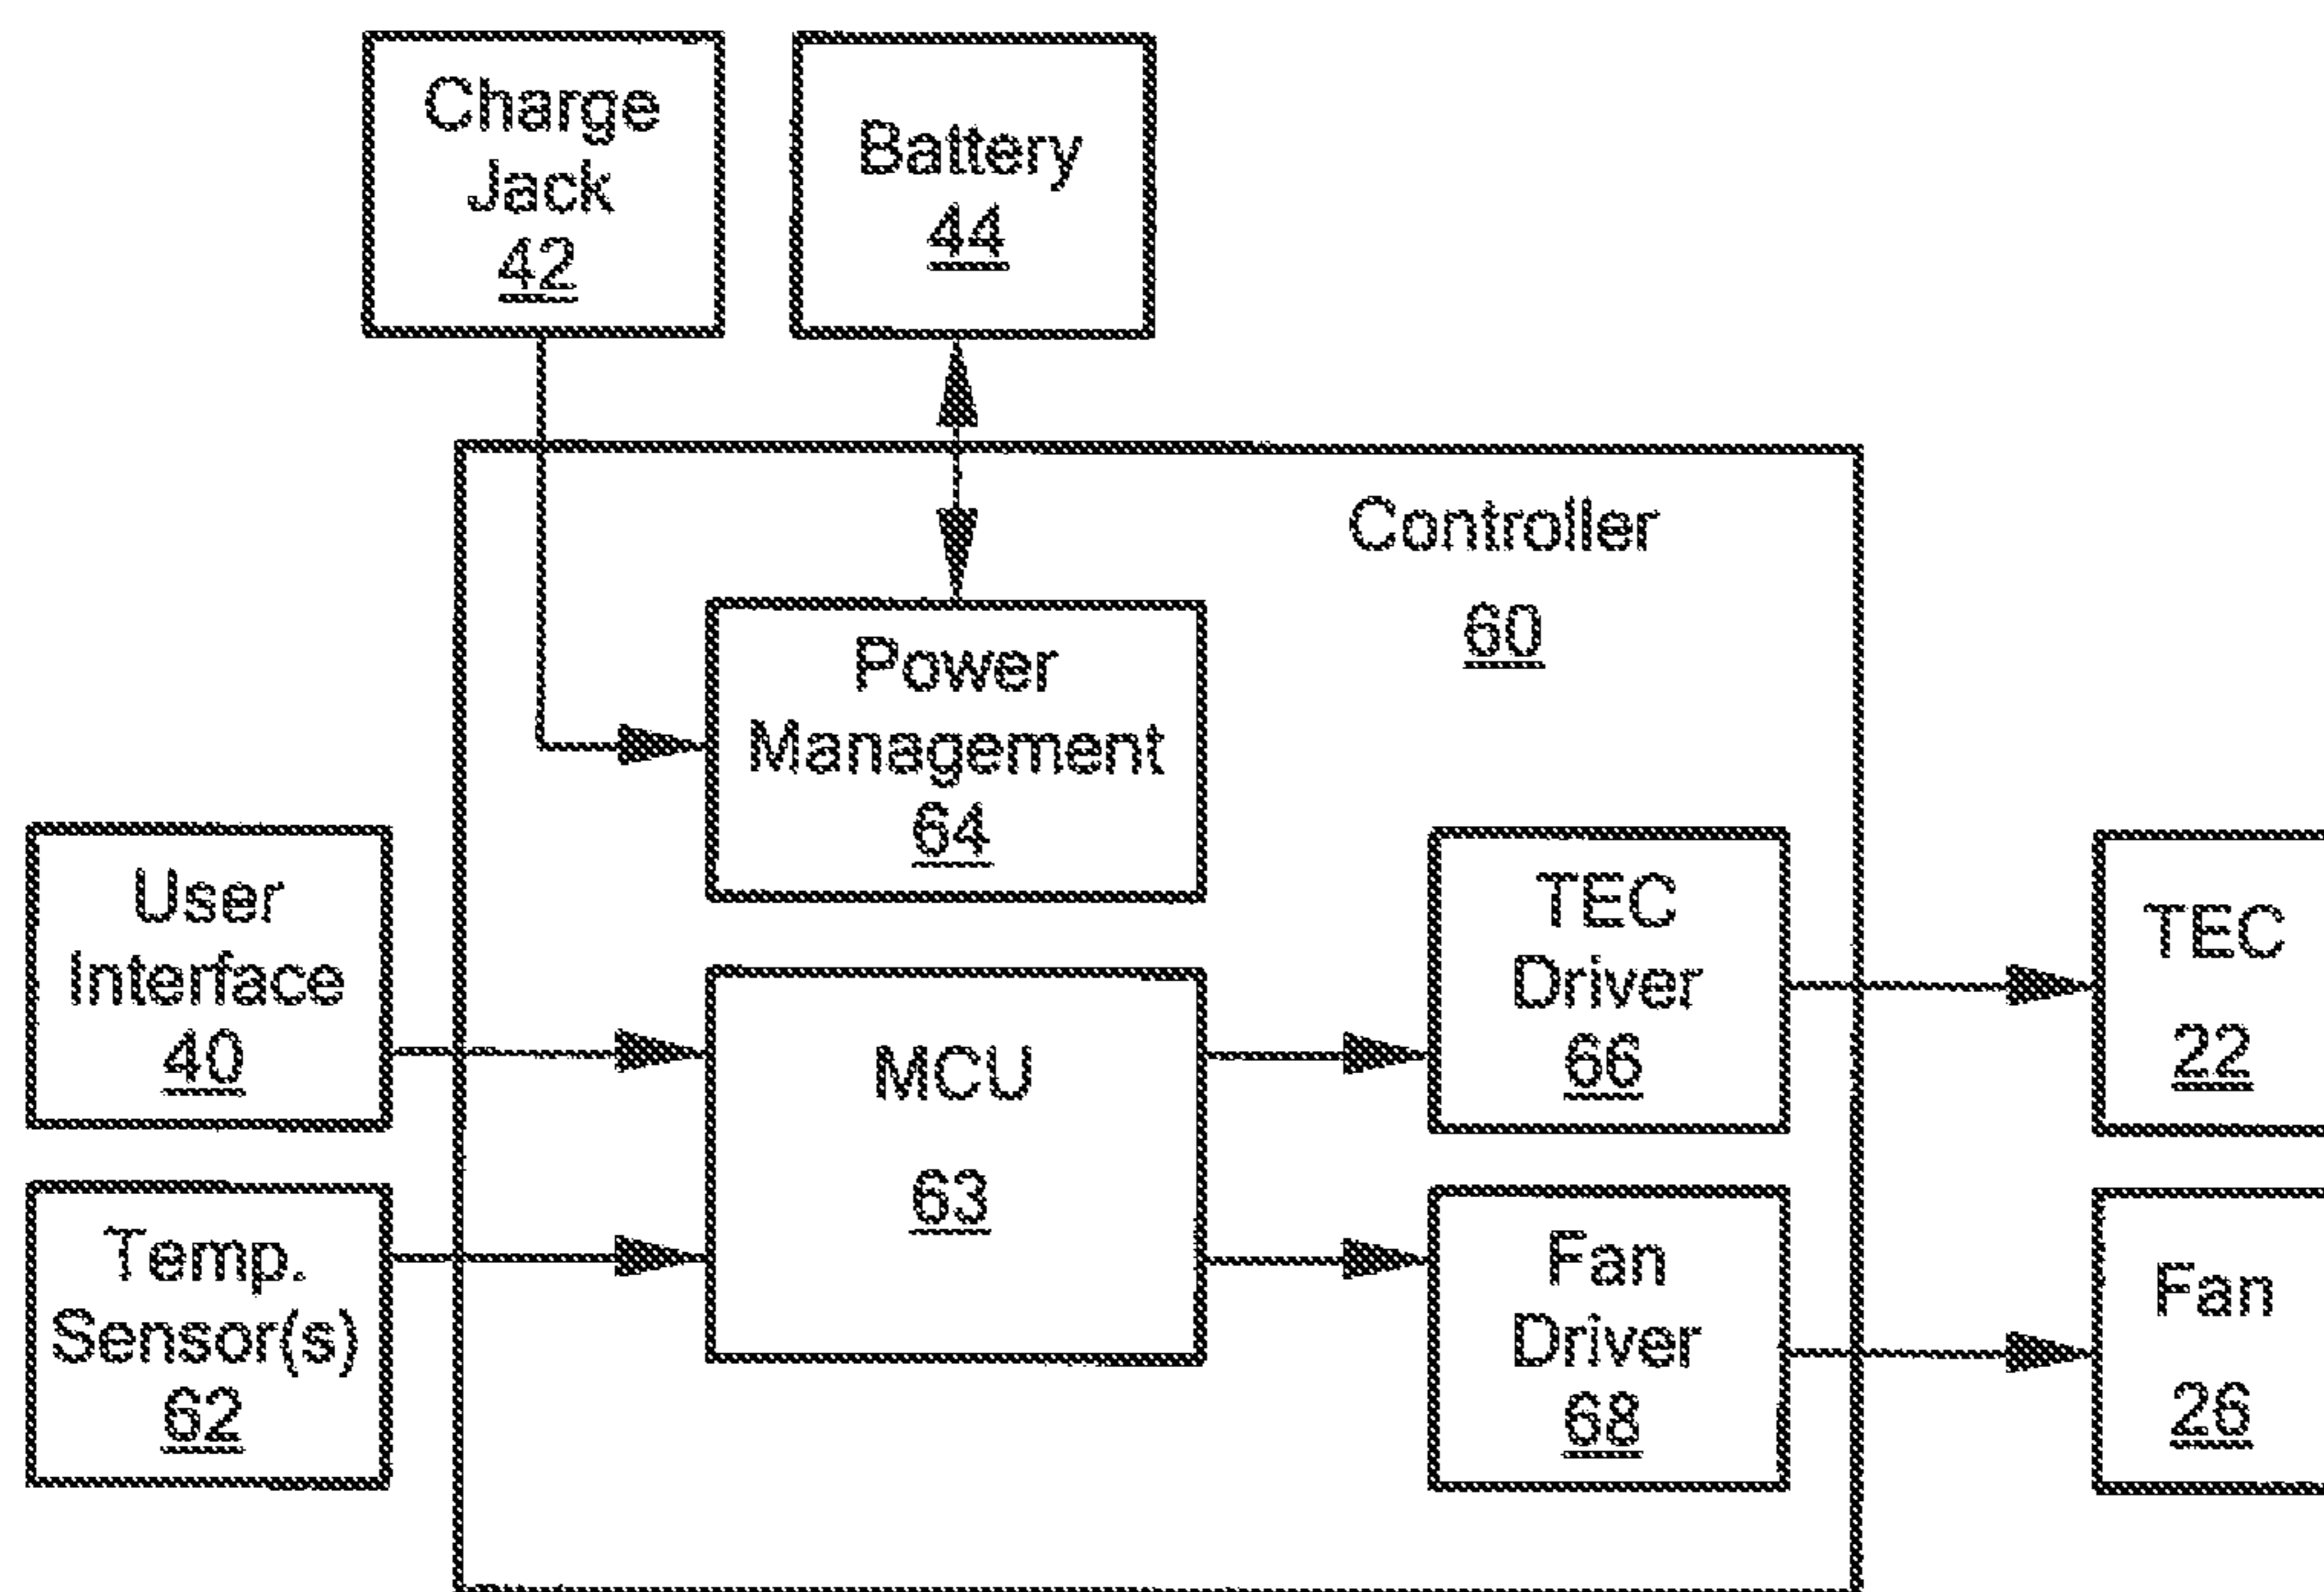 Charge
Jack
42
Battery
44
Controller
60
Power
Management
64
User
Interface
40
MCU
63
TEC
Driver
66
TEC
22
Temp.
Sensor(s)
62
Fan
Driver
68
Fan
26